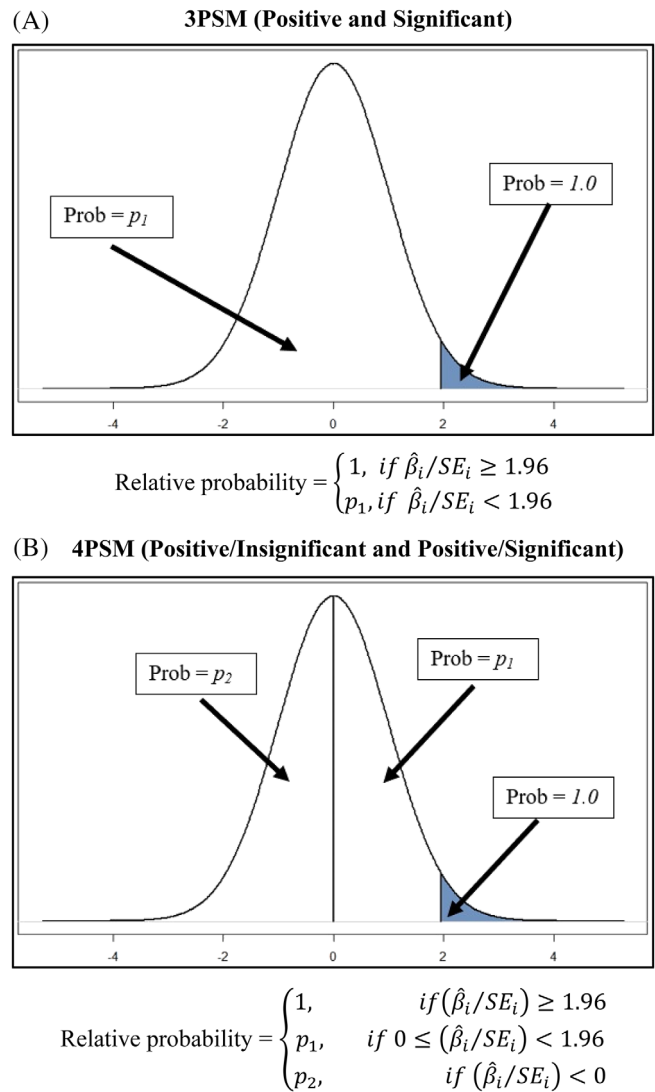 (A) 3PSM (Positive and Significant)
Prob = p₁
Prob = 1.0
-4 -2 0 2 4
Relative probability = { 1, if β̂ᵢ/SEᵢ ≥ 1.96
p₁, if β̂ᵢ/SEᵢ < 1.96
(B) 4PSM (Positive/Insignificant and Positive/Significant)
Prob = p₂
Prob = p₁
Prob = 1.0
-4 -2 0 2 4
Relative probability = { 1, if (β̂ᵢ/SEᵢ) ≥ 1.96
p₁, if 0 ≤ (β̂ᵢ/SEᵢ) < 1.96
p₂, if (β̂ᵢ/SEᵢ) < 0